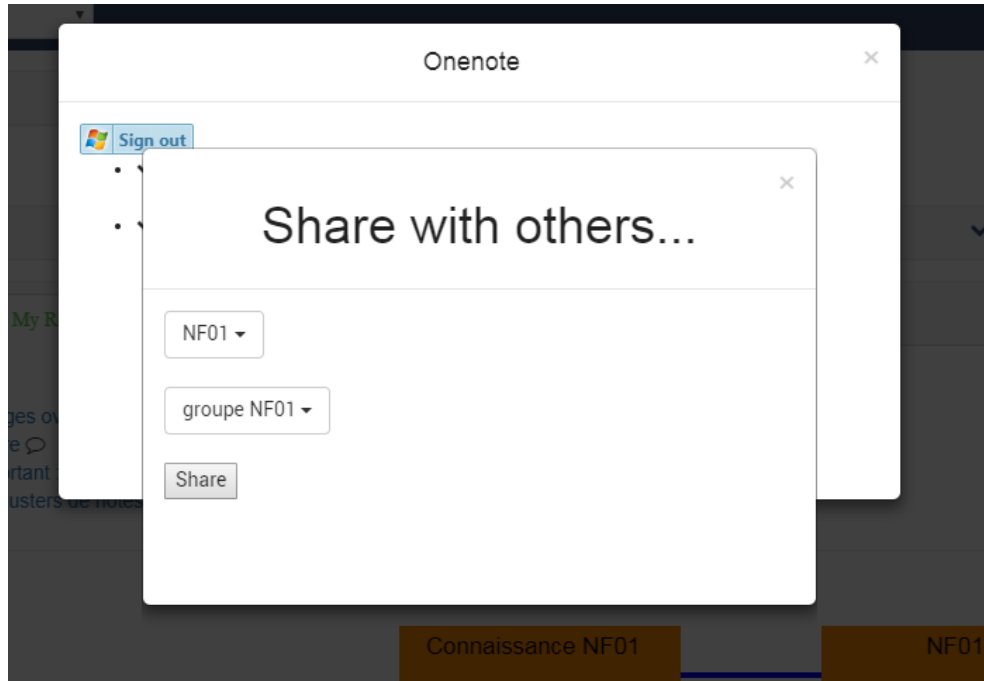 Onenote
×
Sign out
×
Share with others...
My R
NF01
groupe NF01
ges ov
e
rtant :
Share
usters de notes
Connaissance NF01
NF01